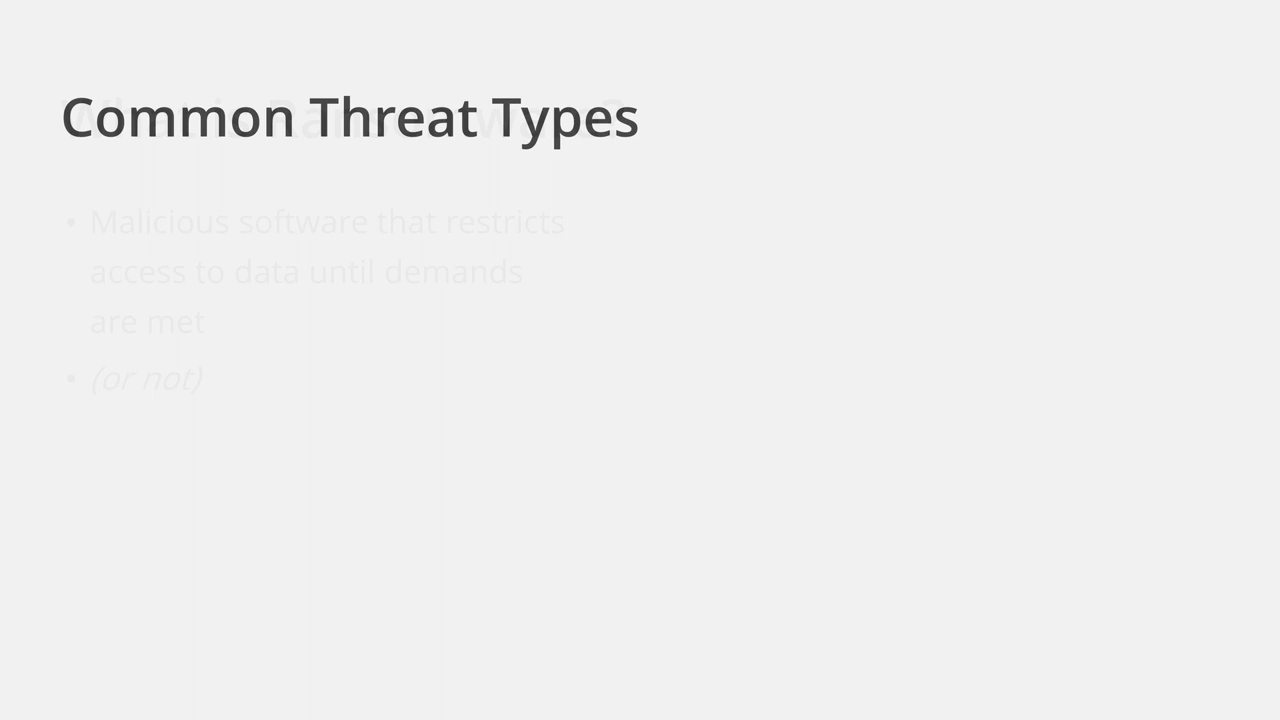 Common Threat Types
• Malicious software that restricts
access to data until demands
are met
• (or not)